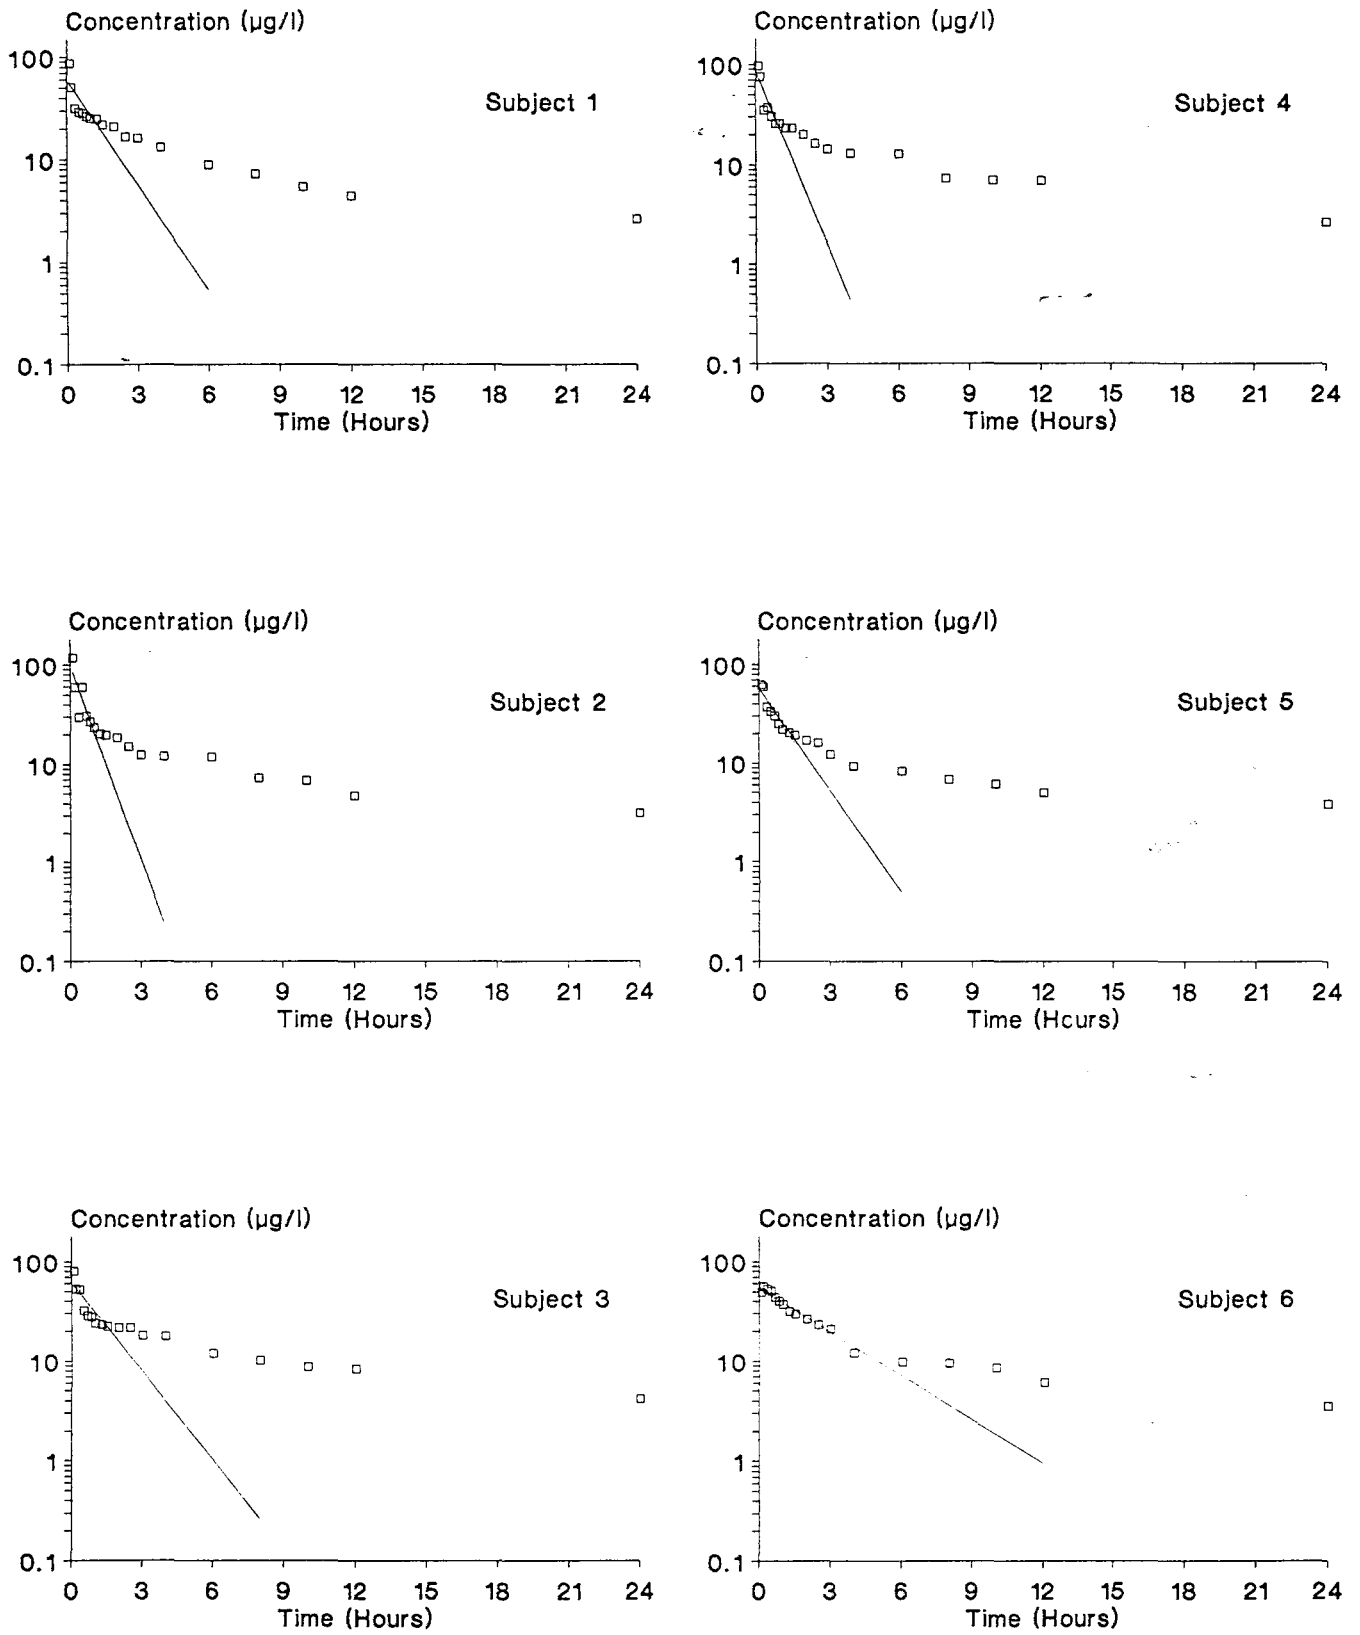 Concentration (µg/l)
100
10
1
0.1
Subject 1
0 3 6 9 12 15 18 21 24
Time (Hours)
Concentration (µg/l)
100
10
1
0.1
Subject 4
0 3 6 9 12 15 18 21 24
Time (Hours)
Concentration (µg/l)
100
10
1
0.1
Subject 2
0 3 6 9 12 15 18 21 24
Time (Hours)
Concentration (µg/l)
100
10
1
0.1
Subject 5
0 3 6 9 12 15 18 21 24
Time (Hcurs)
Concentration (µg/l)
100
10
1
0.1
Subject 3
0 3 6 9 12 15 18 21 24
Time (Hours)
Concentration (µg/l)
100
10
1
0.1
Subject 6
0 3 6 9 12 15 18 21 24
Time (Hours)